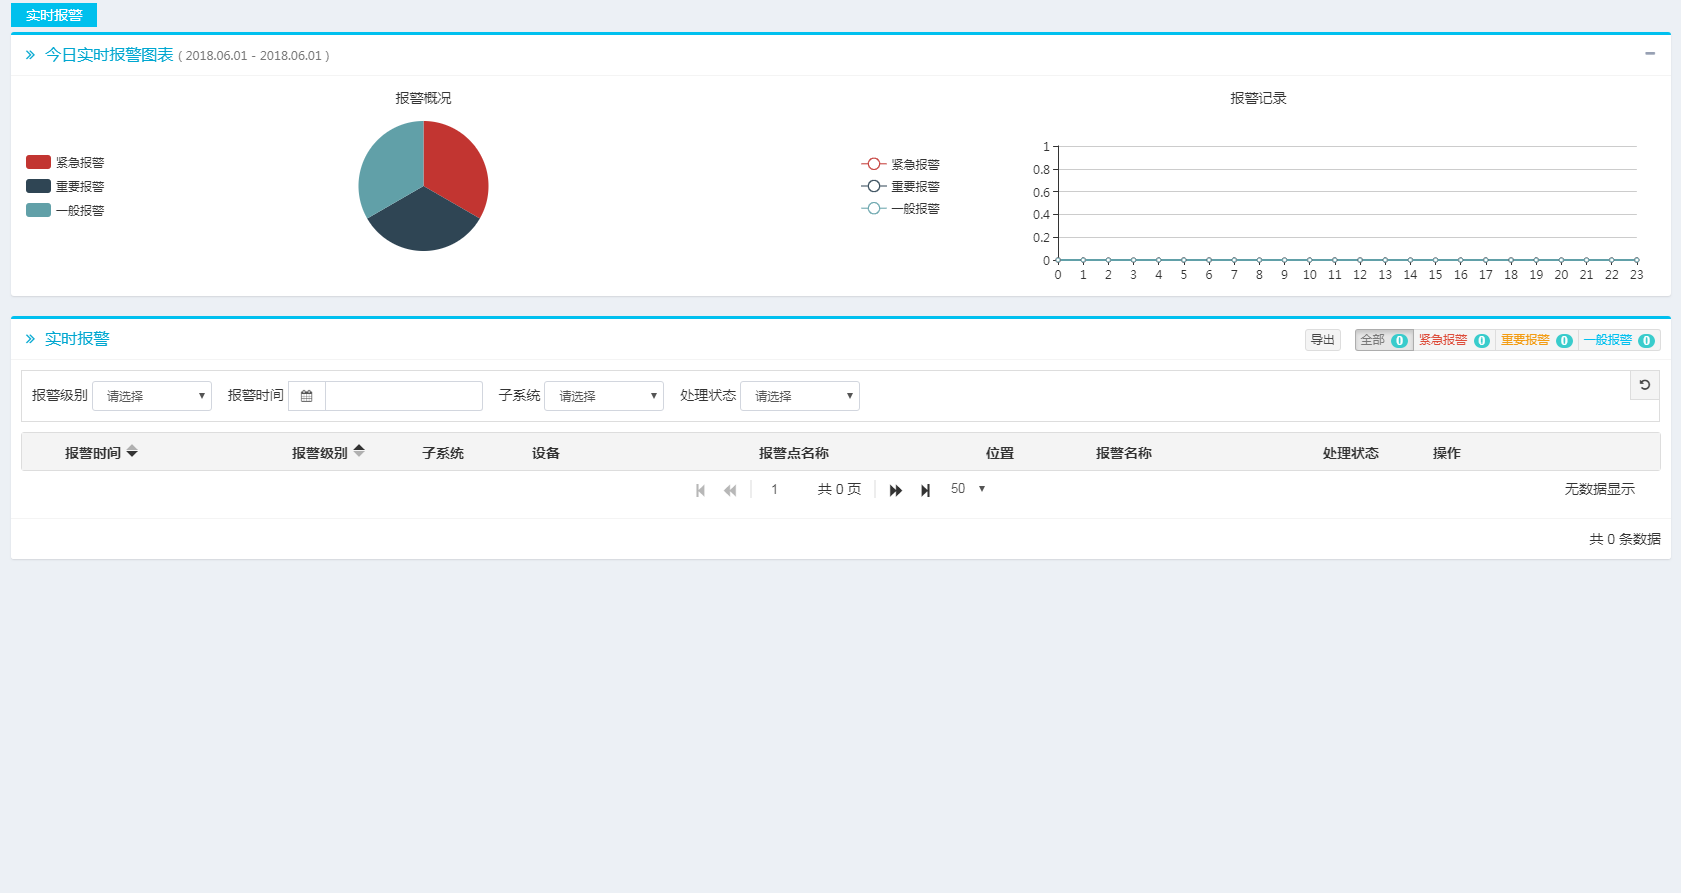 实时报警
今日实时报警图表 ( 2018.06.01 - 2018.06.01 )
报警概况
紧急报警
重要报警
一般报警
报警记录
紧急报警
重要报警
一般报警
1
0.8
0.6
0.4
0.2
0
0 1 2 3 4 5 6 7 8 9 10 11 12 13 14 15 16 17 18 19 20 21 22 23
实时报警 导出 全部 0 紧急报警 0 重要报警 0 一般报警 0
报警级别 请选择 报警时间 子系统 请选择 处理状态 请选择
报警时间 报警级别 子系统 设备 报警点名称 位置 报警名称 处理状态 操作
1 共 0 页 50 无数据显示
共 0 条数据